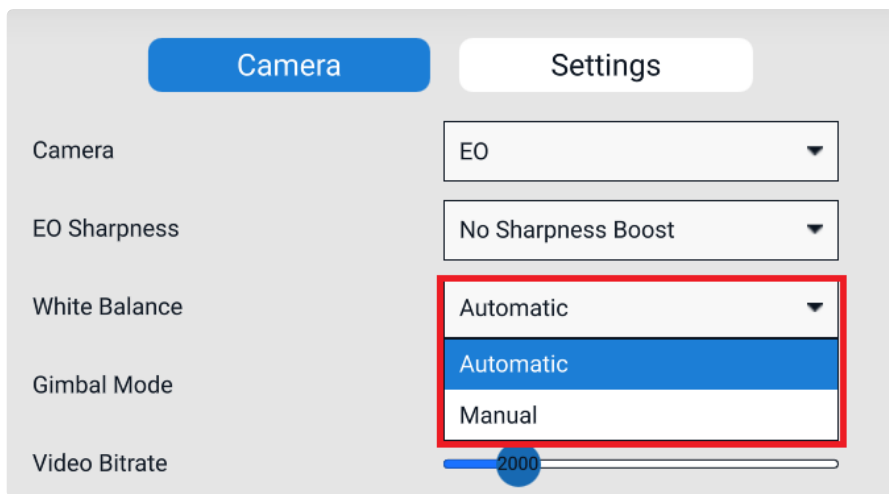 Camera Settings
Camera EO
EO Sharpness No Sharpness Boost
White Balance Automatic
Automatic
Gimbal Mode
Manual
Video Bitrate 2000